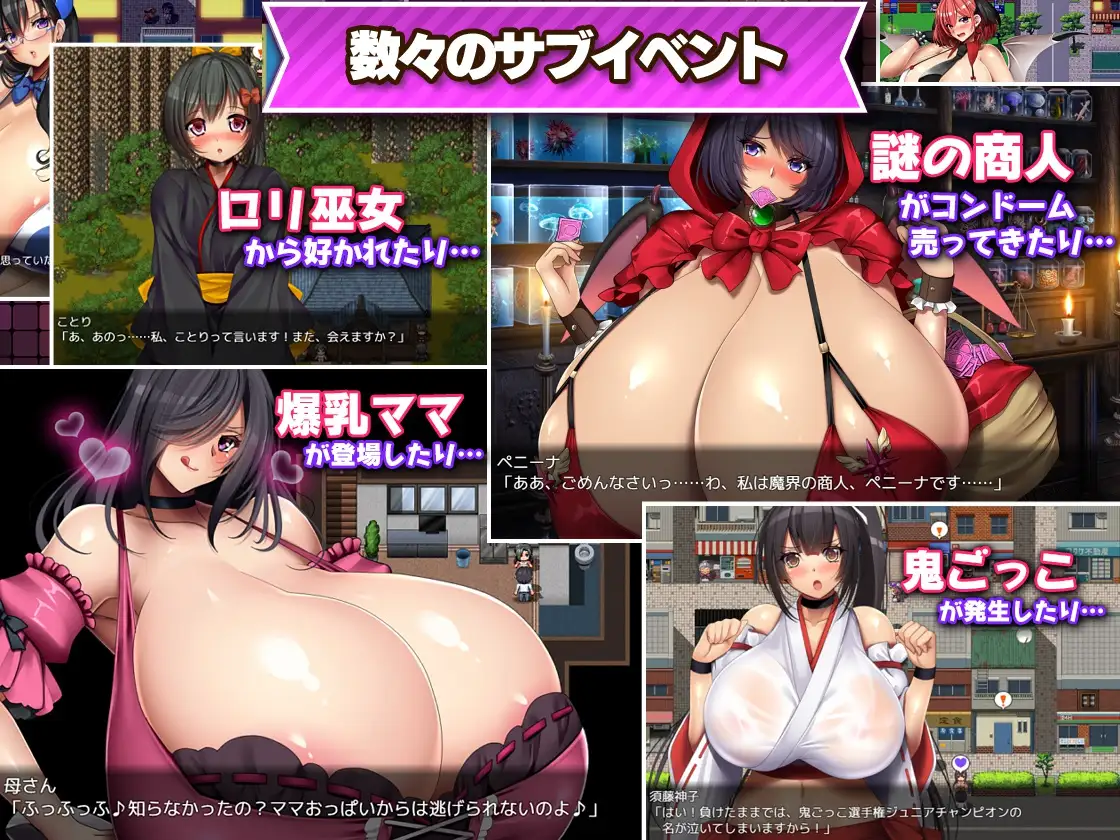 数々のサブイベント
ロリ巫女
から好かれたり…
ことり
「あ、あのっ……私、ことりって言います！また、会えますか？」
思っていた
謎の商人
がコンドーム
売ってきたり…
ペニーナ
「ああ、ごめんなさいっ……わ、私は魔界の商人、ペニーナです……」
爆乳ママ
が登場したり…
母さん
「ふっふっふ♪知らなかったの？ママおっぱいからは逃げられないのよ♪」
鬼ごっこ
が発生したり…
須藤神子
「はい！負けたままでは、鬼ごっこ選手権ジュニアチャンピオンの
名が泣いてしまいますから！」